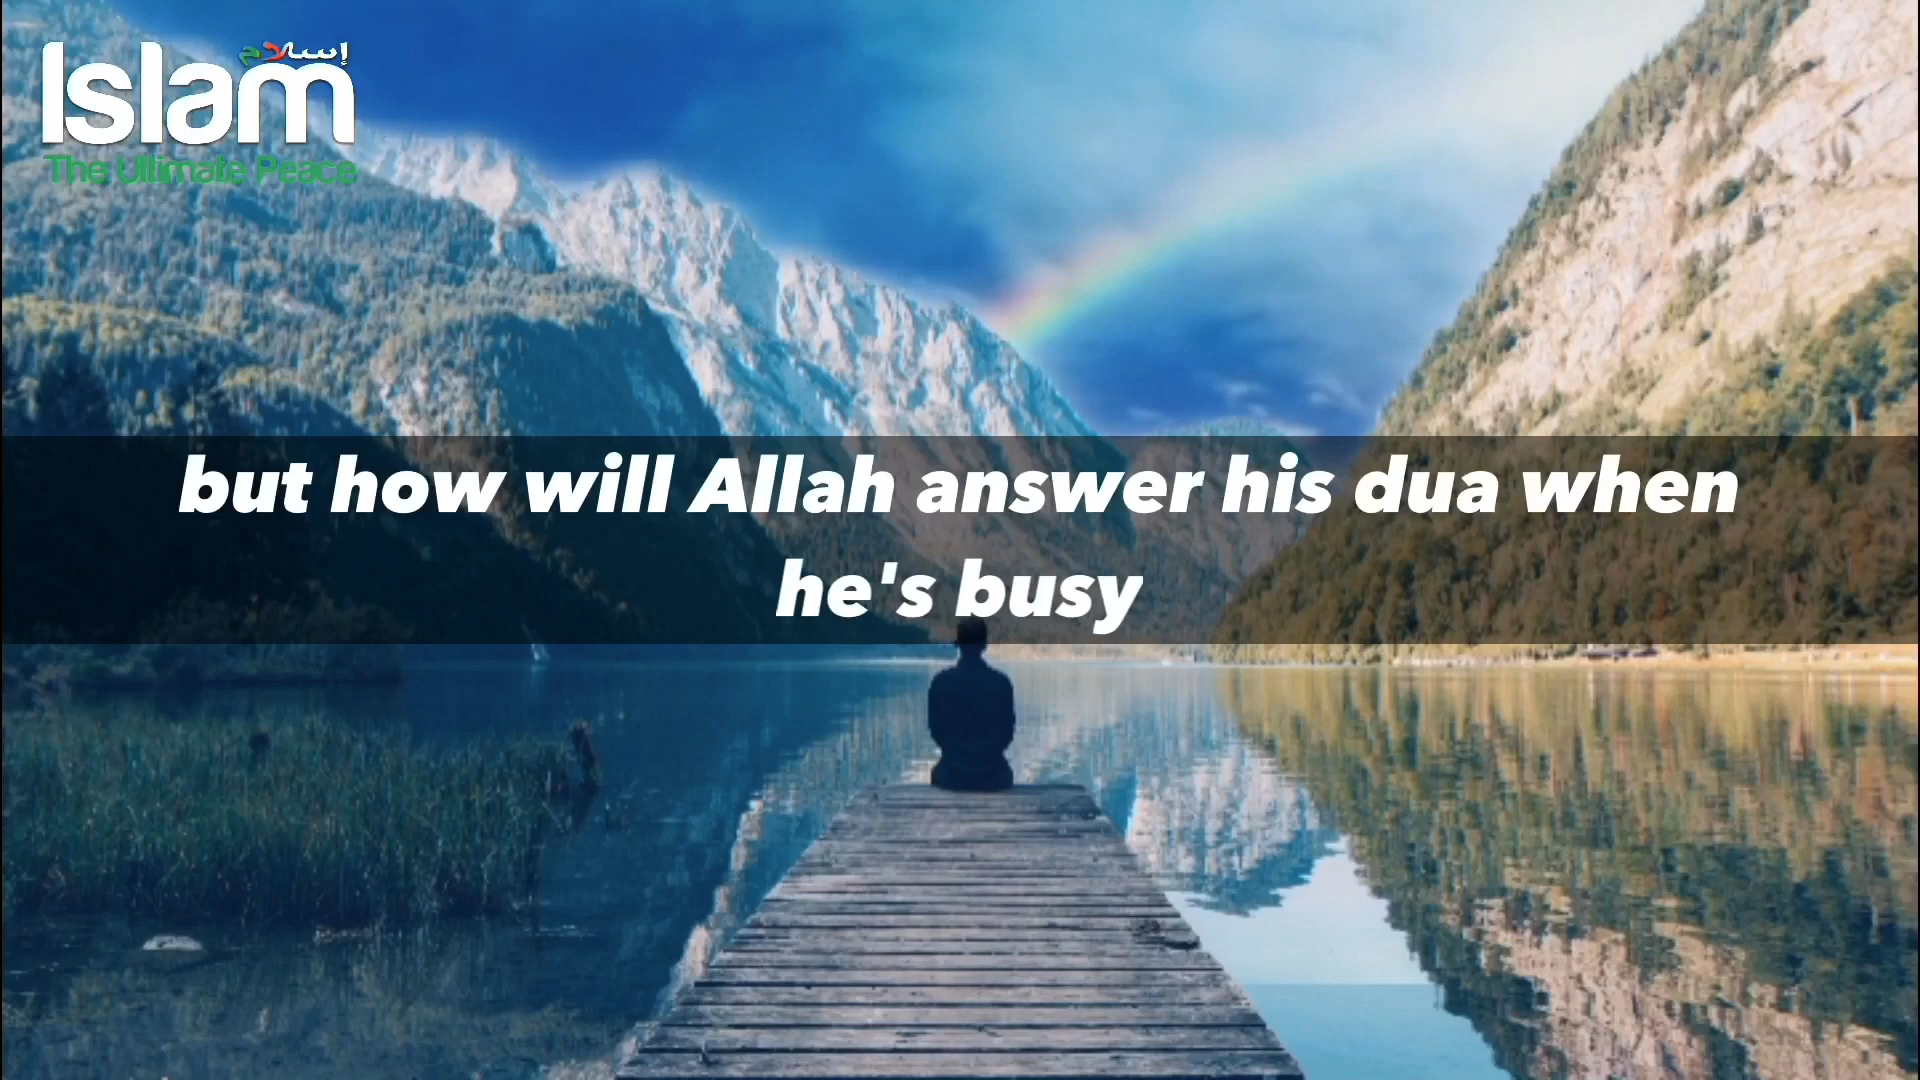 إسلام
Islam
The Ultimate Peace
but how will Allah answer his dua when
he's busy